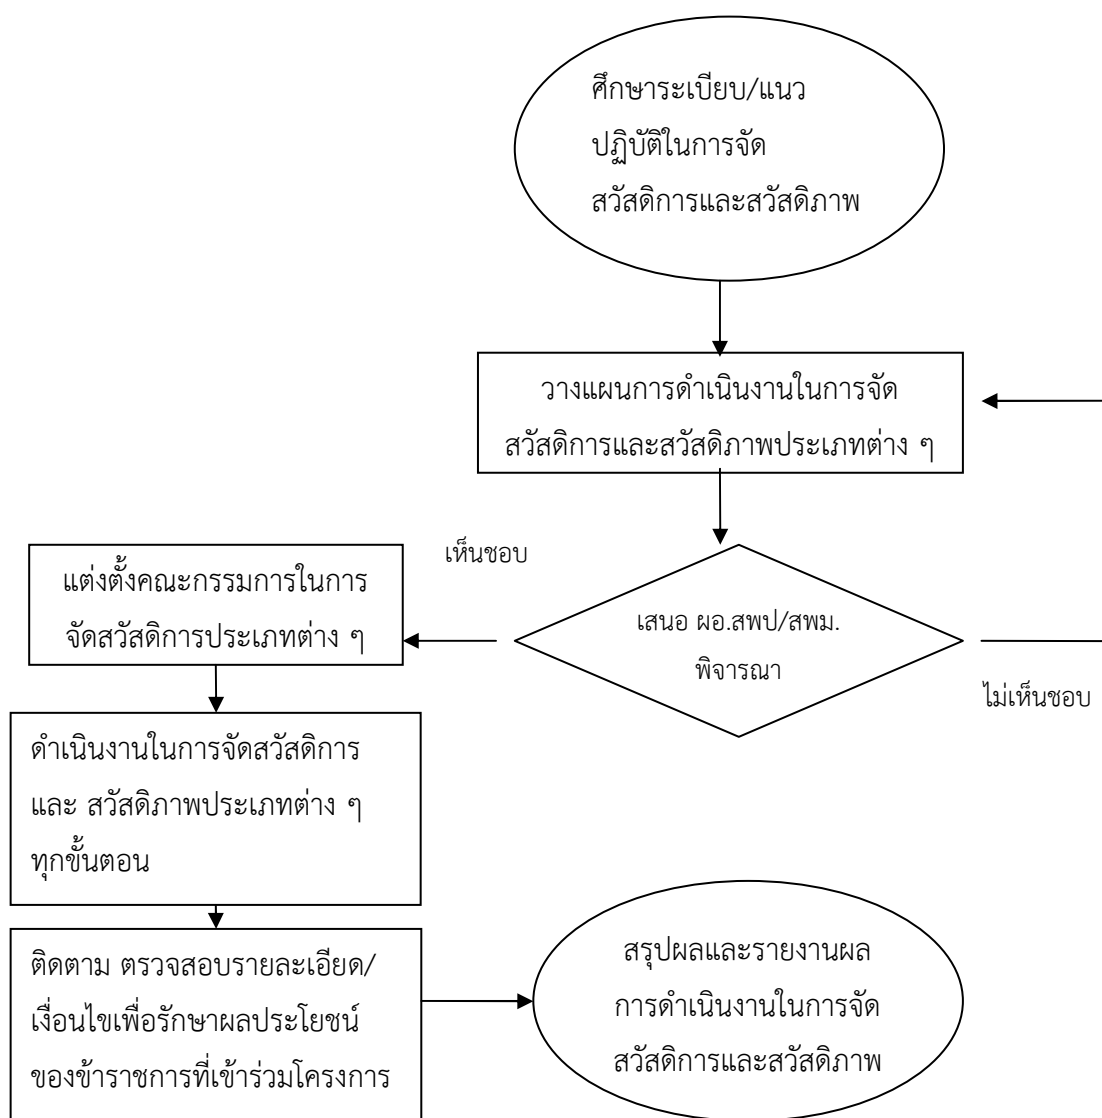 ศึกษาระเบียบ/แนว
ปฏิบัติในการจัด
สวัสดิการและสวัสดิภาพ
วางแผนการดำเนินงานในการจัด
สวัสดิการและสวัสดิภาพประเภทต่าง ๆ
เห็นชอบ
แต่งตั้งคณะกรรมการในการ
จัดสวัสดิการประเภทต่าง ๆ
เสนอ ผอ.สพป/สพม.
พิจารณา
ไม่เห็นชอบ
ดำเนินงานในการจัดสวัสดิการ
และ สวัสดิภาพประเภทต่าง ๆ
ทุกขั้นตอน
ติดตาม ตรวจสอบรายละเอียด/
เงื่อนไขเพื่อรักษาผลประโยชน์
ของข้าราชการที่เข้าร่วมโครงการ
สรุปผลและรายงานผล
การดำเนินงานในการจัด
สวัสดิการและสวัสดิภาพ